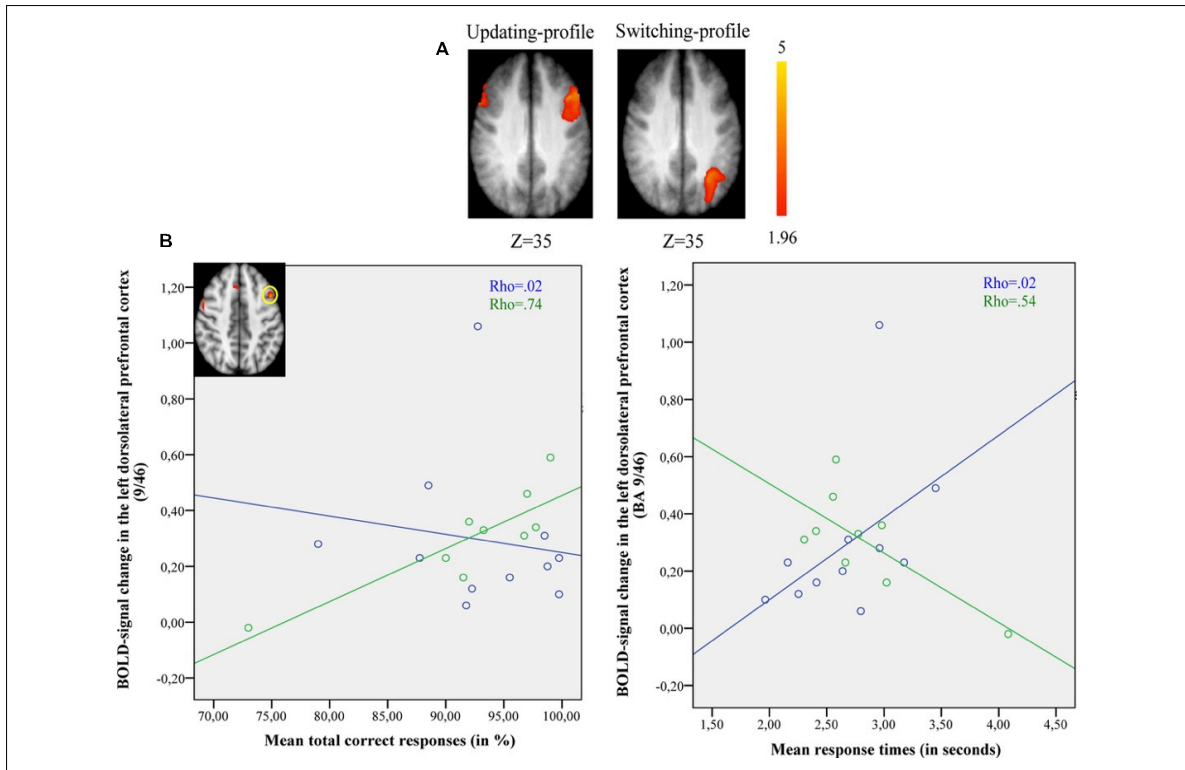 A
Updating-profile
Switching-profile
5
1.96
Z=35
Z=35
B
BOLD-signal change in the left dorsolateral prefrontal cortex
(9/46)
1,20
1,00
0,80
0,60
0,40
0,20
0,00
-0,20
Rho=.02
Rho=.74
70,00 75,00 80,00 85,00 90,00 95,00 100,00
Mean total correct responses (in %)
BOLD-signal change in the left dorsolateral prefrontal cortex
(BA 9/46)
1,20
1,00
0,80
0,60
0,40
0,20
0,00
-0,20
Rho=.02
Rho=.54
1,50 2,00 2,50 3,00 3,50 4,00 4,50
Mean response times (in seconds)